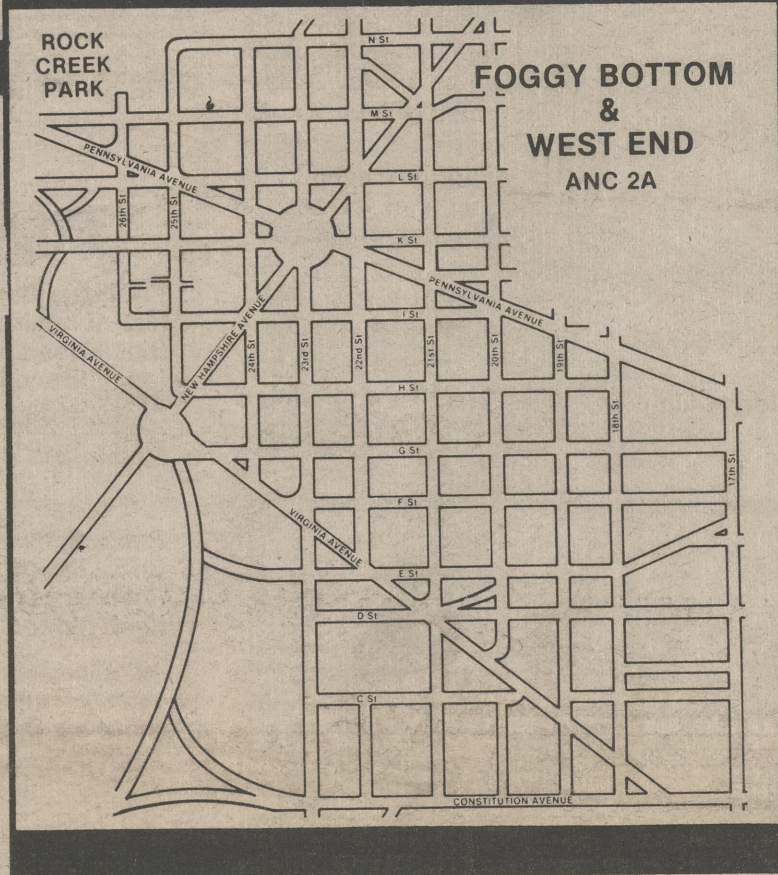 ROCK
CREEK
PARK
FOGGY BOTTOM
&
WEST END
ANC 2A
N St
M St
PENNSYLVANIA AVENUE
L St
26th St
25th St
K St
PENNSYLVANIA AVENUE
NEW HAMPSHIRE AVENUE
I St
VIRGINIA AVENUE
24th St
23rd St
22nd St
21st St
20th St
19th St
H St
18th St
G St
17th St
F St
VIRGINIA AVENUE
E St
D St
C St
CONSTITUTION AVENUE